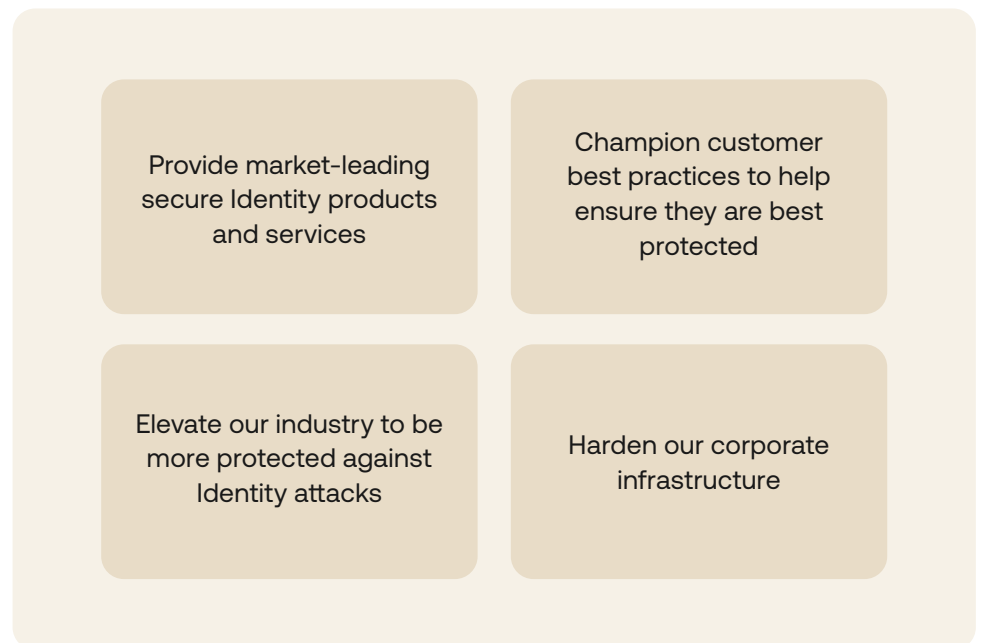 Provide market-leading
secure Identity products
and services
Champion customer
best practices to help
ensure they are best
protected
Elevate our industry to be
more protected against
Identity attacks
Harden our corporate
infrastructure